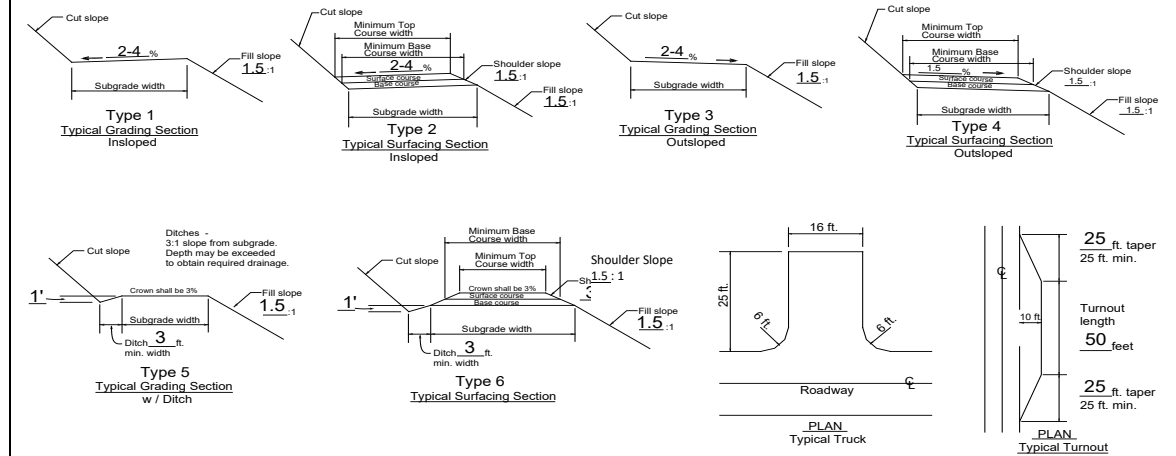 Cut slope
2-4 %
Fill slope
1.5 :1
Subgrade width
Type 1
Typical Grading Section
Insloped
Cut slope
Minimum Top
Course width
Minimum Base
Course width
2-4 %
Surface course
Base course
Shoulder slope
1.5 :1
Fill slope
1.5 :1
Subgrade width
Type 2
Typical Surfacing Section
Insloped
Cut slope
2-4 %
Fill slope
1.5 :1
Subgrade width
Type 3
Typical Grading Section
Outsloped
Cut slope
Minimum Top
Course width
Minimum Base
Course width
1.5 %
Surface course
Base course
Shoulder slope
1.5 :1
Fill slope
1.5 :1
Subgrade width
Type 4
Typical Surfacing Section
Outsloped
Cut slope
Ditches -
3:1 slope from subgrade.
Depth may be exceeded
to obtain required drainage.
1'
Crown shall be 3%
Fill slope
1.5 :1
Subgrade width
Ditch 3 ft.
min. width
Type 5
Typical Grading Section
w / Ditch
Cut slope
Minimum Base
Course width
Minimum Top
Course width
Shoulder Slope
1.5 : 1
Sh
1'
Crown shall be 3%
Surface course
Base course
Fill slope
1.5 :1
Subgrade width
Ditch 3 ft.
min. width
Type 6
Typical Surfacing Section
16 ft.
25 ft.
6 ft.
6 ft.
Roadway
CL
PLAN
Typical Truck
CL
25 ft. taper
25 ft. min.
10 ft.
Turnout
length
50 feet
25 ft. taper
25 ft. min.
PLAN
Typical Turnout